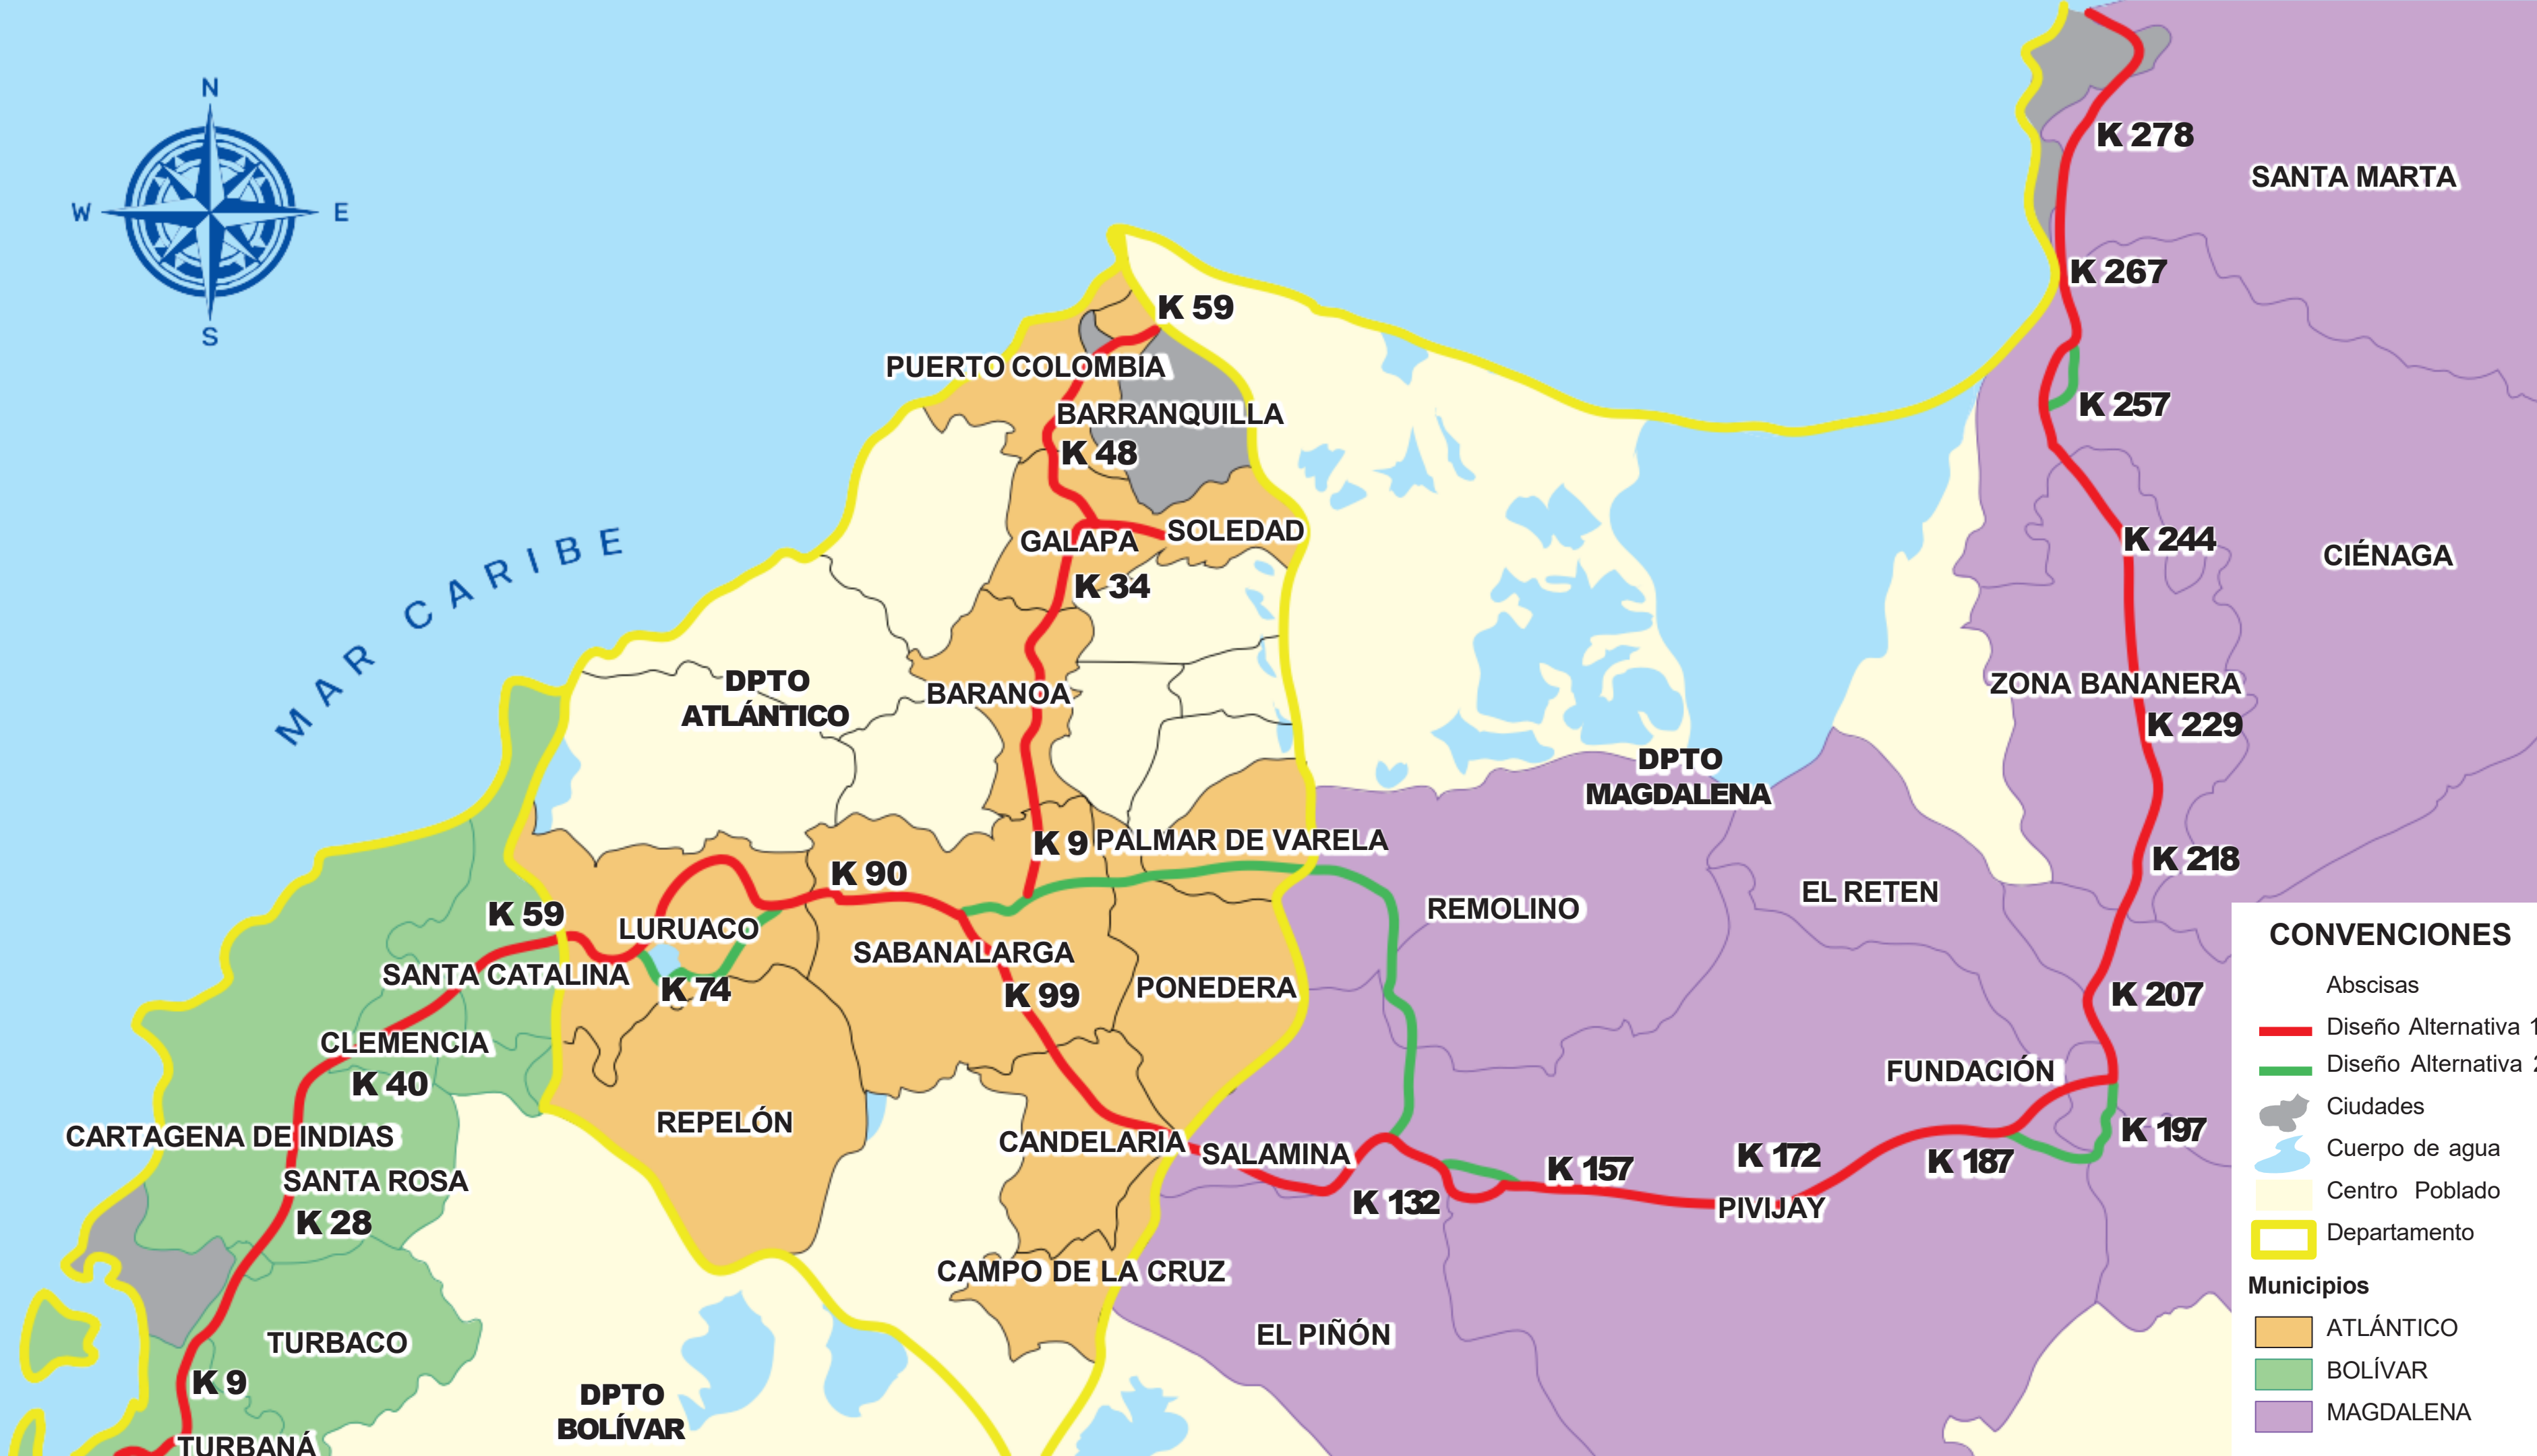 N
W
E
S
MAR CARIBE
K 278
SANTA MARTA
K 267
K 59
PUERTO COLOMBIA
K 257
BARRANQUILLA
K 48
SOLEDAD
GALAPA
K 244
CIÉNAGA
K 34
DPTO
ATLÁNTICO
BARANOA
ZONA BANANERA
K 229
DPTO
MAGDALENA
K 9
PALMAR DE VARELA
K 218
K 90
EL RETEN
REMOLINO
K 59
LURUACO
SABANALARGA
SANTA CATALINA
K 74
K 99
PONEDERA
K 207
CLEMENCIA
K 40
FUNDACIÓN
REPELÓN
CARTAGENA DE INDIAS
CANDELARIA
SALAMINA
K 197
K 172
K 187
K 157
SANTA ROSA
K 132
PIVIJAY
K 28
CAMPO DE LA CRUZ
TURBACO
EL PIÑÓN
K 9
DPTO
BOLÍVAR
TURBANÁ
CONVENCIONES
Abscisas
Diseño Alternativa 1
Diseño Alternativa 2
Ciudades
Cuerpo de agua
Centro Poblado
Departamento
Municipios
ATLÁNTICO
BOLÍVAR
MAGDALENA